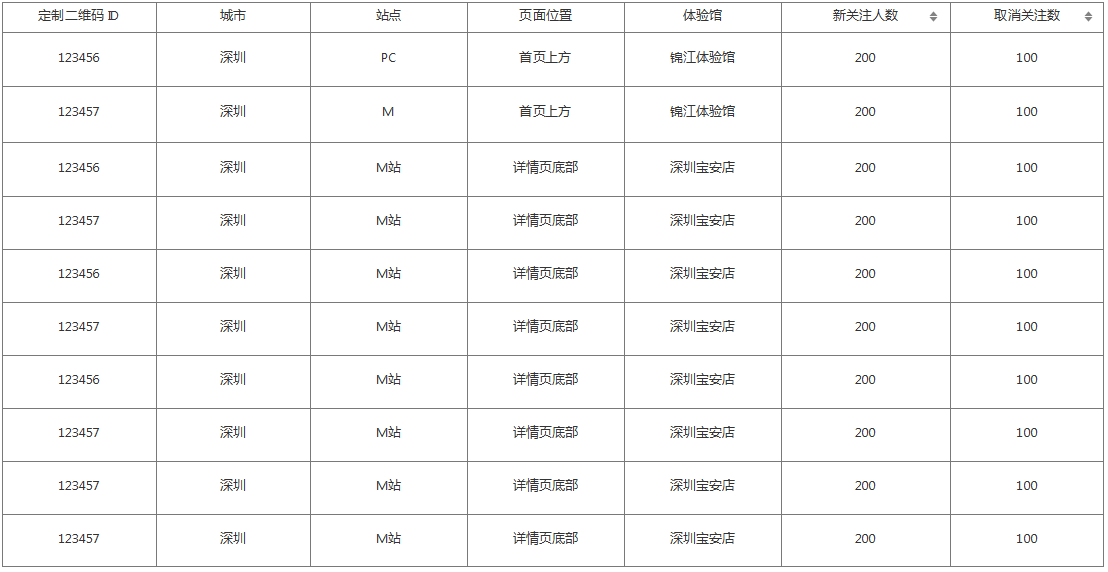 定制二维码 ID 城市 站点 页面位置 体验馆 新关注人数 取消关注数
123456 深圳 PC 首页上方 锦江体验馆 200 100
123457 深圳 M 首页上方 锦江体验馆 200 100
123456 深圳 M站 详情页底部 深圳宝安店 200 100
123457 深圳 M站 详情页底部 深圳宝安店 200 100
123456 深圳 M站 详情页底部 深圳宝安店 200 100
123457 深圳 M站 详情页底部 深圳宝安店 200 100
123456 深圳 M站 详情页底部 深圳宝安店 200 100
123457 深圳 M站 详情页底部 深圳宝安店 200 100
123457 深圳 M站 详情页底部 深圳宝安店 200 100
123457 深圳 M站 详情页底部 深圳宝安店 200 100